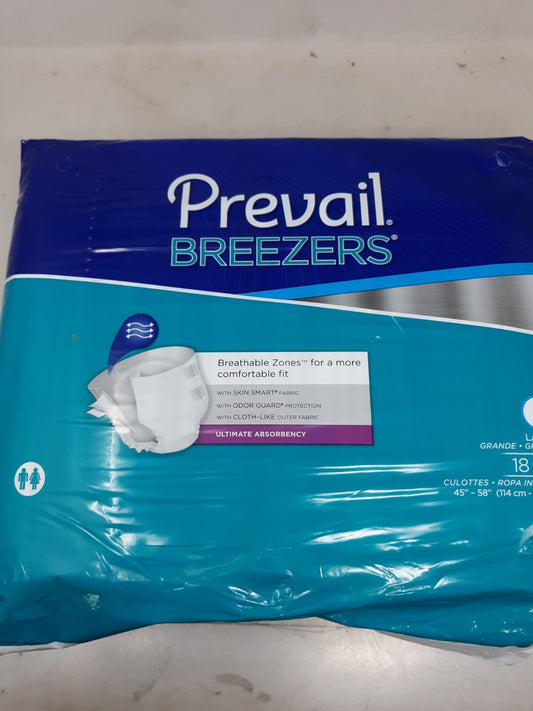 Prevail®
BREEZERS®
Breathable Zones™ for a more
comfortable fit
WITH SKIN SMART® FABRIC
WITH ODOR GUARD® PROTECTION
WITH CLOTH-LIKE OUTER FABRIC
ULTIMATE ABSORBENCY
GRANDE •
18
CULOTTES • ROPA
45" - 58" (114 cm -